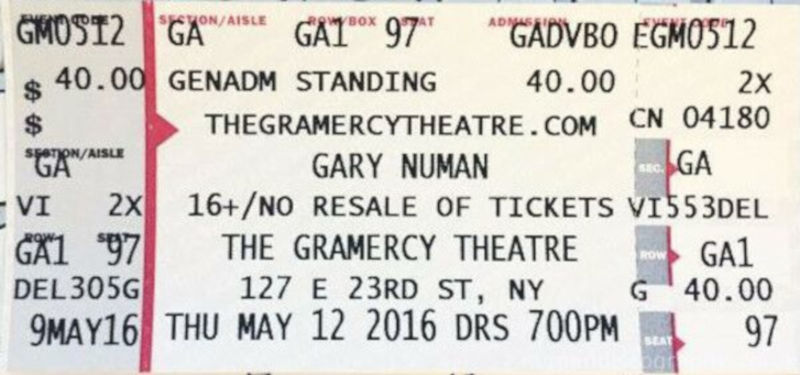 EVENT CODE SECTION/AISLE ROW/BOX SEAT ADMISSION EVENT CODE
GM0512 GA GA1 97 GADVBO EGM0512
$ 40.00 GENADM STANDING 40.00 2X
$ THEGRAMERCYTHEATRE.COM CN 04180
SECTION/AISLE
GA GARY NUMAN SEC. GA
VI 2X 16+/NO RESALE OF TICKETS VI553DEL
ROW SEAT
GA1 97 THE GRAMERCY THEATRE ROW GA1
DEL305G 127 E 23RD ST, NY G 40.00
9MAY16 THU MAY 12 2016 DRS 700PM SEAT 97